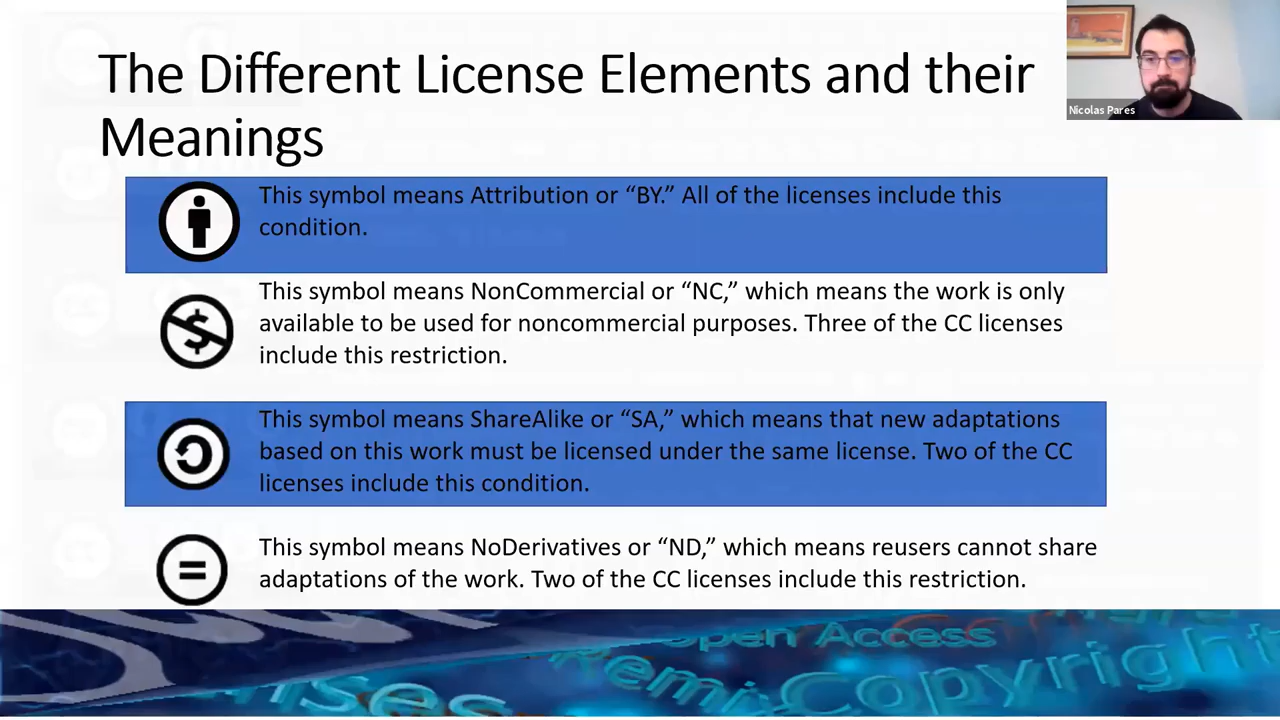 The Different License Elements and their
Meanings
Nicolas Pares
This symbol means Attribution or “BY.” All of the licenses include this
condition.
This symbol means NonCommercial or “NC,” which means the work is only
available to be used for noncommercial purposes. Three of the CC licenses
include this restriction.
This symbol means ShareAlike or “SA,” which means that new adaptations
based on this work must be licensed under the same license. Two of the CC
licenses include this condition.
This symbol means NoDerivatives or “ND,” which means reusers cannot share
adaptations of the work. Two of the CC licenses include this restriction.
Open Access
Copyright